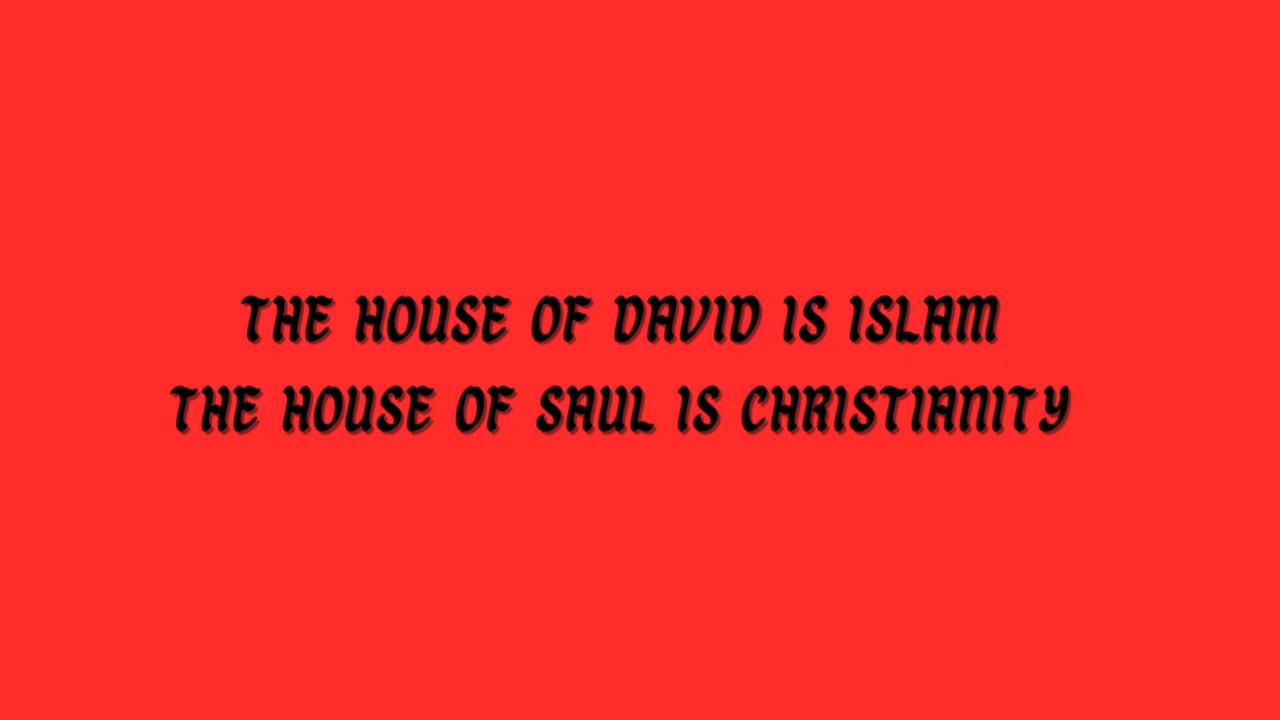 THE HOUSE OF DAVID IS ISLAM
THE HOUSE OF SAUL IS CHRISTIANITY